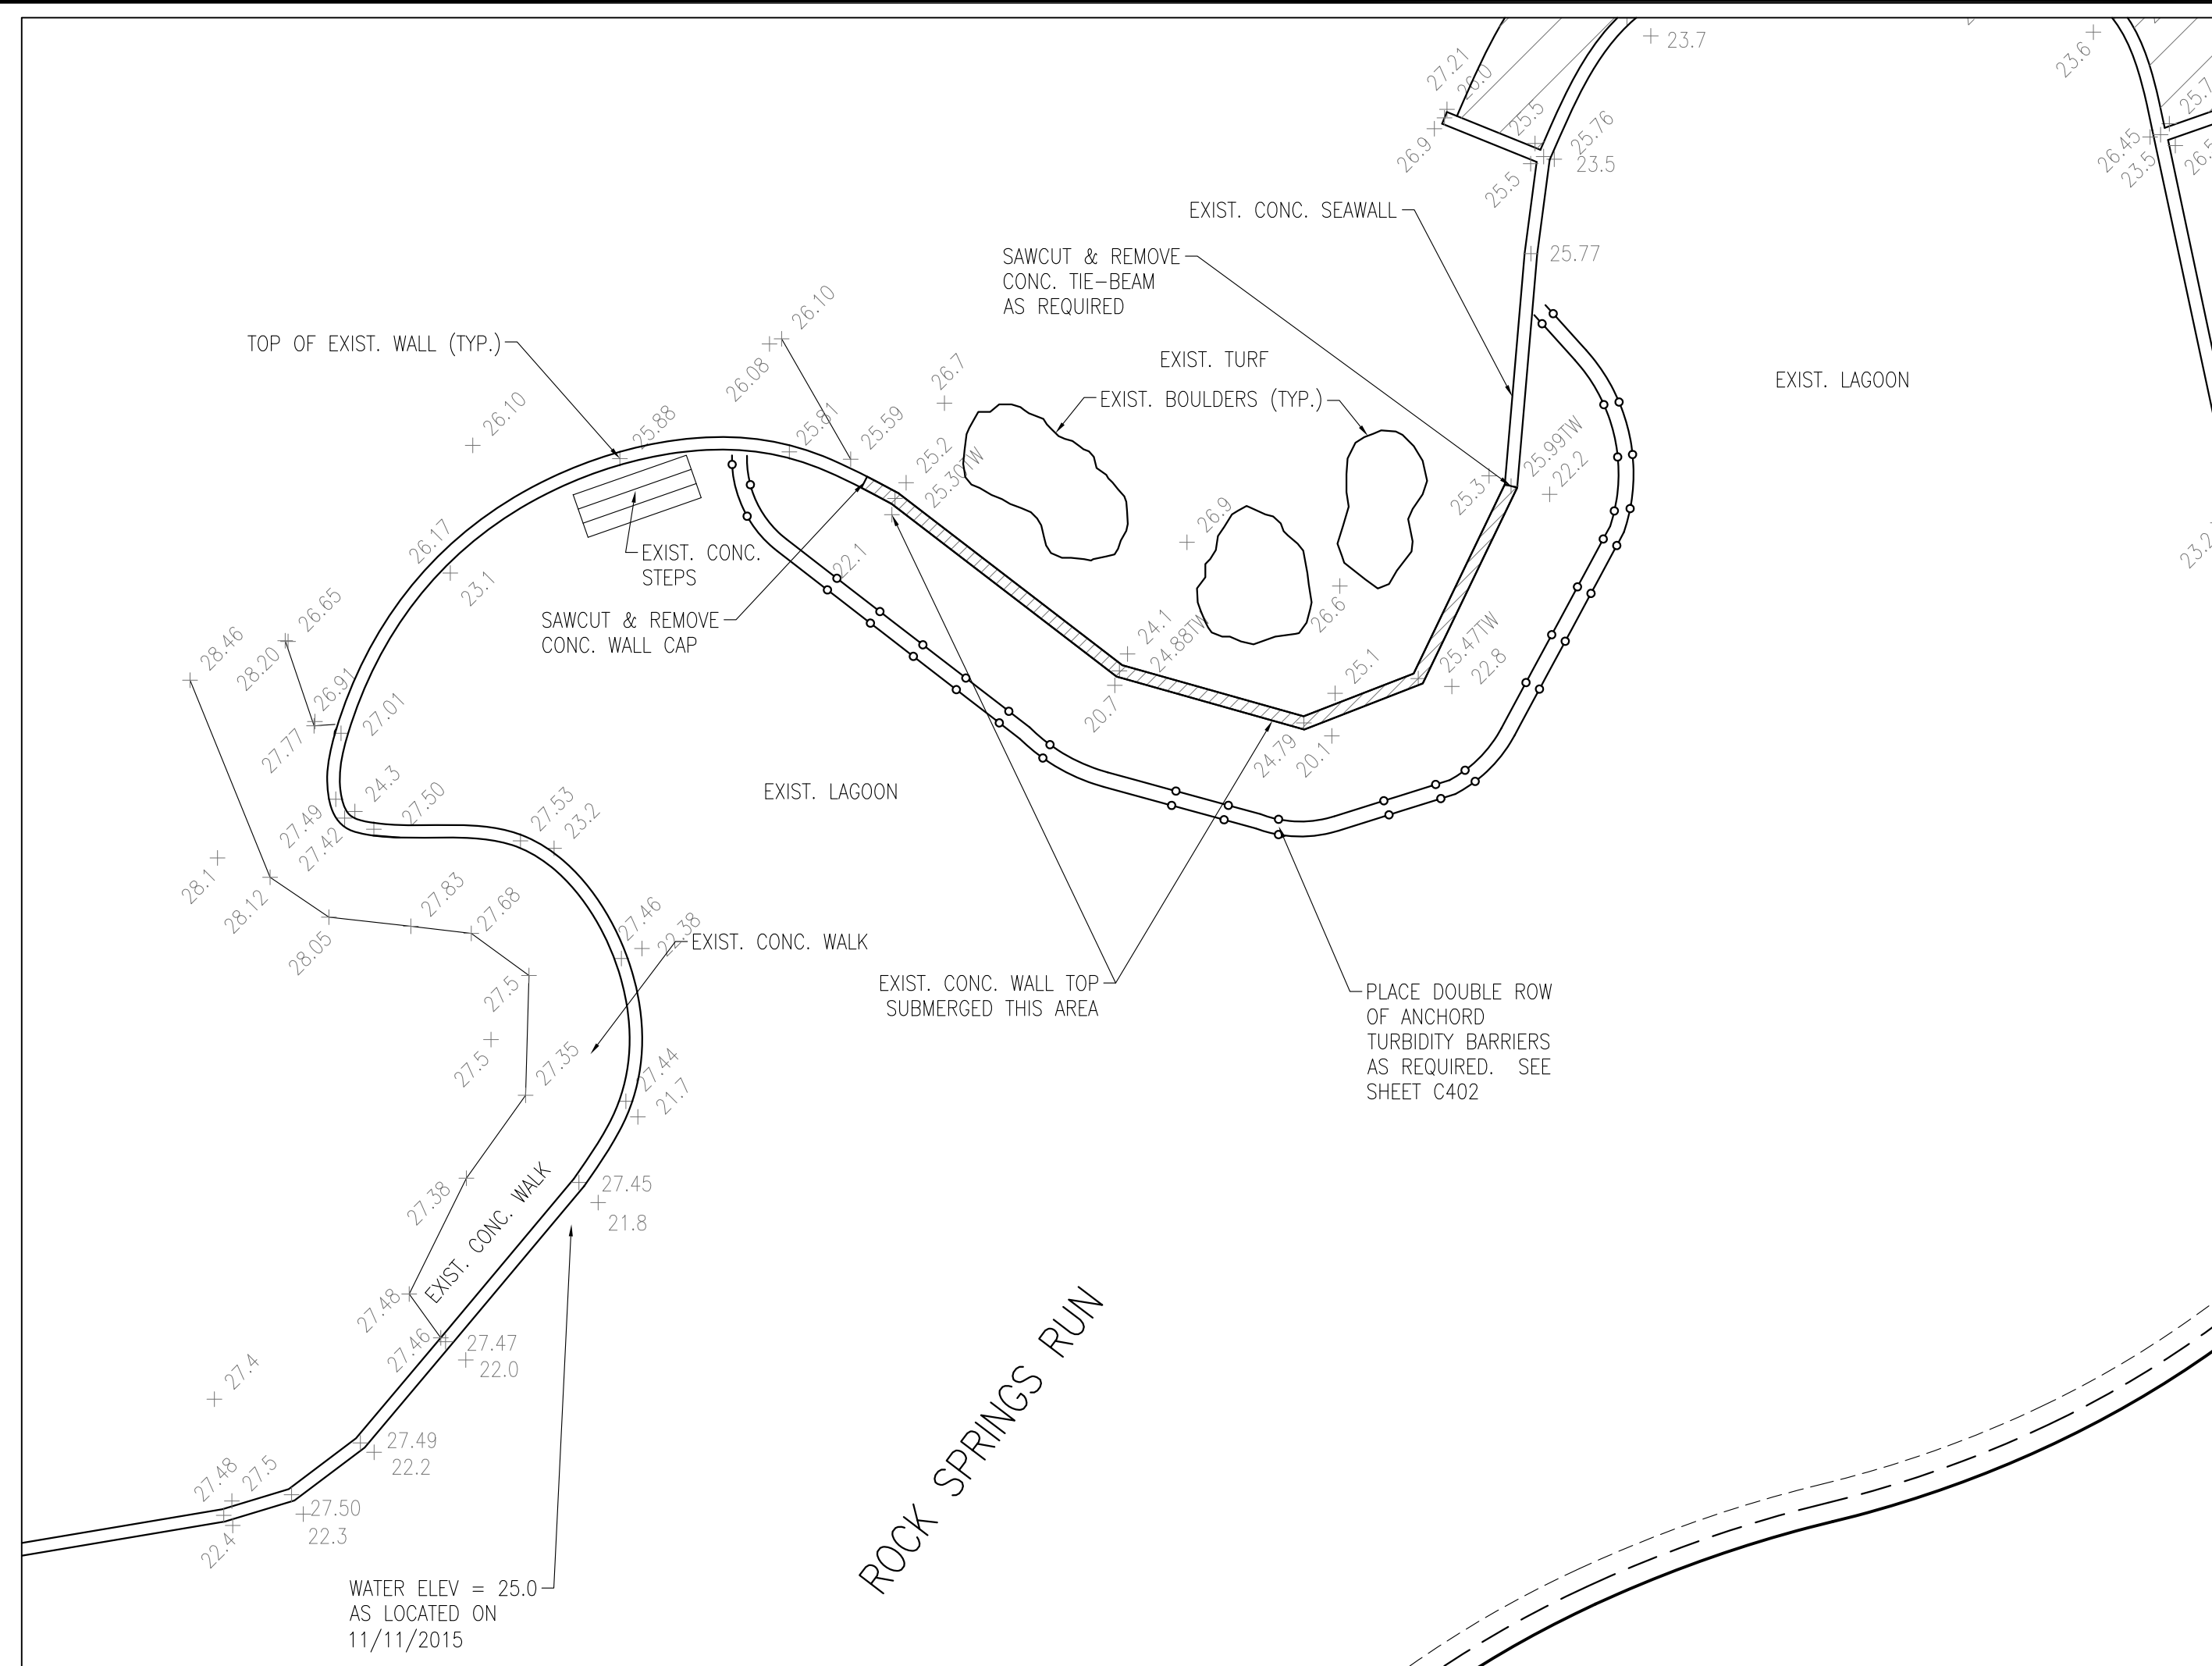 23.7
23.6
27.21
26.0
26.9
25.5
25.76
23.5
25.5
26.45
23.5
EXIST. CONC. SEAWALL
25.77
SAWCUT & REMOVE
CONC. TIE-BEAM
AS REQUIRED
TOP OF EXIST. WALL (TYP.)
26.10
26.08
EXIST. TURF
EXIST. LAGOON
26.7
EXIST. BOULDERS (TYP.)
26.10
25.88
25.81
25.59
25.2
25.30TW
25.99TW
22.2
25.3
26.9
26.17
23.1
EXIST. CONC.
STEPS
22.1
SAWCUT & REMOVE
CONC. WALL CAP
26.65
28.20
28.46
24.1
24.88TW
26.6
25.47TW
22.8
25.1
26.91
27.01
27.77
20.7
24.79
20.1
EXIST. LAGOON
24.3
27.50
27.49
27.42
27.53
23.2
28.1
28.12
28.05
27.83
27.68
27.46
22.38
EXIST. CONC. WALK
27.5
EXIST. CONC. WALL TOP
SUBMERGED THIS AREA
PLACE DOUBLE ROW
OF ANCHORD
TURBIDITY BARRIERS
AS REQUIRED. SEE
SHEET C402
27.5
27.35
27.44
21.7
27.38
EXIST. CONC. WALK
27.45
21.8
27.48
27.46
27.47
22.0
27.4
ROCK SPRINGS RUN
27.49
22.2
27.48
27.5
27.50
22.3
22.4
WATER ELEV = 25.0
AS LOCATED ON
11/11/2015